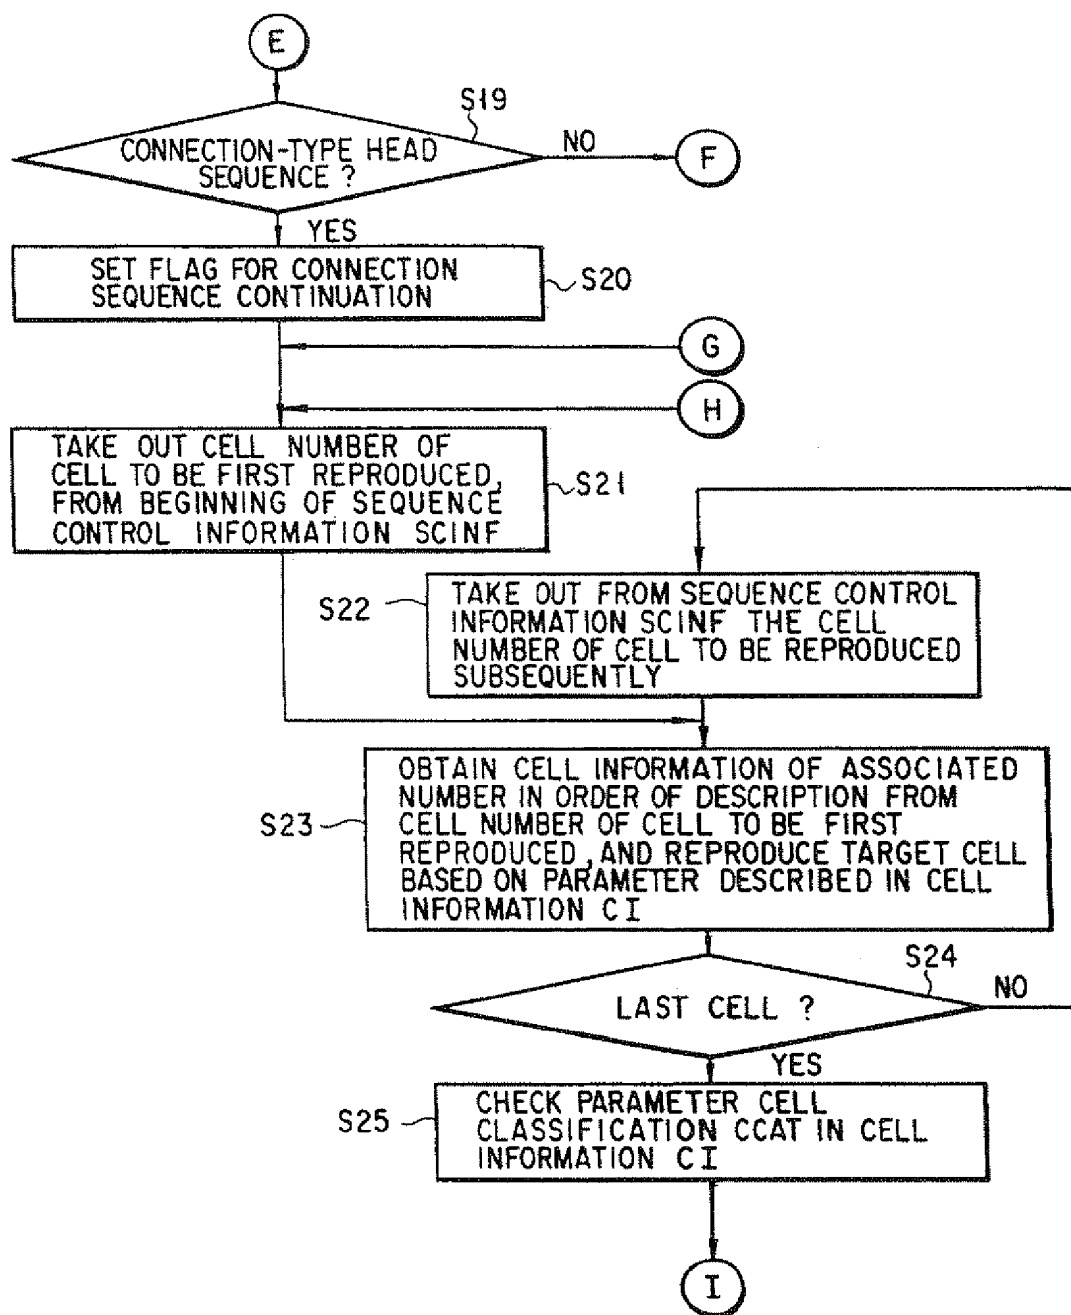 E
S19
CONNECTION-TYPE HEAD
SEQUENCE ?
NO
F
YES
SET FLAG FOR CONNECTION
SEQUENCE CONTINUATION
S20
G
H
TAKE OUT CELL NUMBER OF
CELL TO BE FIRST REPRODUCED,
FROM BEGINNING OF SEQUENCE
CONTROL INFORMATION SCINF
S21
S22
TAKE OUT FROM SEQUENCE CONTROL
INFORMATION SCINF THE CELL
NUMBER OF CELL TO BE REPRODUCED
SUBSEQUENTLY
S23
OBTAIN CELL INFORMATION OF ASSOCIATED
NUMBER IN ORDER OF DESCRIPTION FROM
CELL NUMBER OF CELL TO BE FIRST
REPRODUCED, AND REPRODUCE TARGET CELL
BASED ON PARAMETER DESCRIBED IN CELL
INFORMATION CI
S24
LAST CELL ?
NO
YES
S25
CHECK PARAMETER CELL
CLASSIFICATION CCAT IN CELL
INFORMATION CI
I